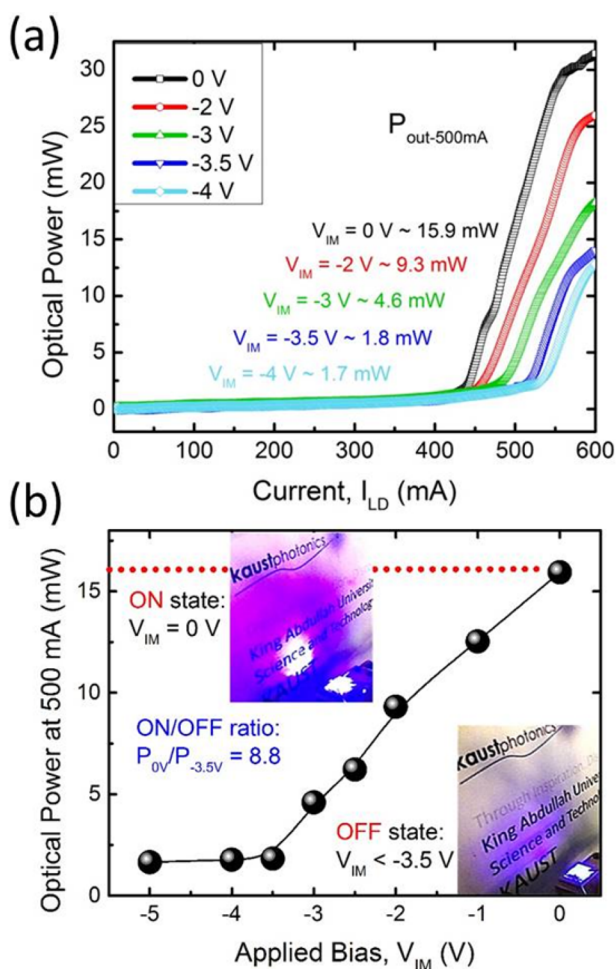 (a)
30
25
20
15
10
5
0
Optical Power (mW)
0 V
-2 V
-3 V
-3.5 V
-4 V
P_out-500mA
V_IM = 0 V ~ 15.9 mW
V_IM = -2 V ~ 9.3 mW
V_IM = -3 V ~ 4.6 mW
V_IM = -3.5 V ~ 1.8 mW
V_IM = -4 V ~ 1.7 mW
0 100 200 300 400 500 600
Current, I_LD (mA)
(b)
15
10
5
0
Optical Power at 500 mA (mW)
ON state:
V_IM = 0 V
kaustphotonics
King Abdullah Universi
Science and Technolog
KAUST
ON/OFF ratio:
P_0V/P_-3.5V = 8.8
OFF state:
V_IM < -3.5 V
kaustphotonics
Through Inspiration,
King Abdullah Univers
Science and Technol
KAUST
-5 -4 -3 -2 -1 0
Applied Bias, V_IM (V)